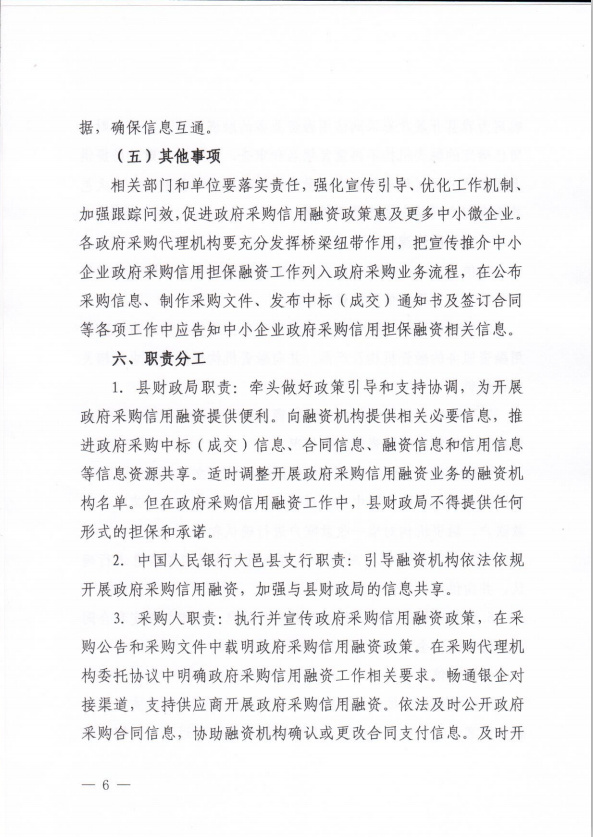 据，确保信息互通。
（五）其他事项
相关部门和单位要落实责任，强化宣传引导、优化工作机制、
加强跟踪问效，促进政府采购信用融资政策惠及更多中小微企业。
各政府采购代理机构要充分发挥桥梁纽带作用，把宣传推介中小
企业政府采购信用担保融资工作列入政府采购业务流程，在公布
采购信息、制作采购文件、发布中标（成交）通知书及签订合同
等各项工作中应告知中小企业政府采购信用担保融资相关信息。
六、职责分工
1．县财政局职责：牵头做好政策引导和支持协调，为开展
政府采购信用融资提供便利。向融资机构提供相关必要信息，推
进政府采购中标（成交）信息、合同信息、融资信息和信用信息
等信息资源共享。适时调整开展政府采购信用融资业务的融资机
构名单。但在政府采购信用融资工作中，县财政局不得提供任何
形式的担保和承诺。
2．中国人民银行大邑县支行职责：引导融资机构依法依规
开展政府采购信用融资，加强与县财政局的信息共享。
3．采购人职责：执行并宣传政府采购信用融资政策，在采
购公告和采购文件中载明政府采购信用融资政策。在采购代理机
构委托协议中明确政府采购信用融资工作相关要求。畅通银企对
接渠道，支持供应商开展政府采购信用融资。依法及时公开政府
采购合同信息，协助融资机构确认或更改合同支付信息。及时开
— 6 —